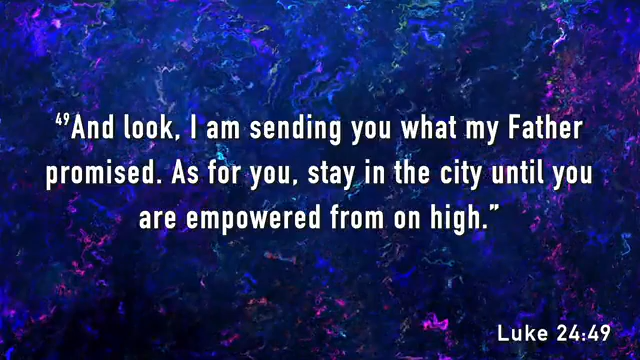 ⁴⁹And look, I am sending you what my Father
promised. As for you, stay in the city until you
are empowered from on high.”
Luke 24:49